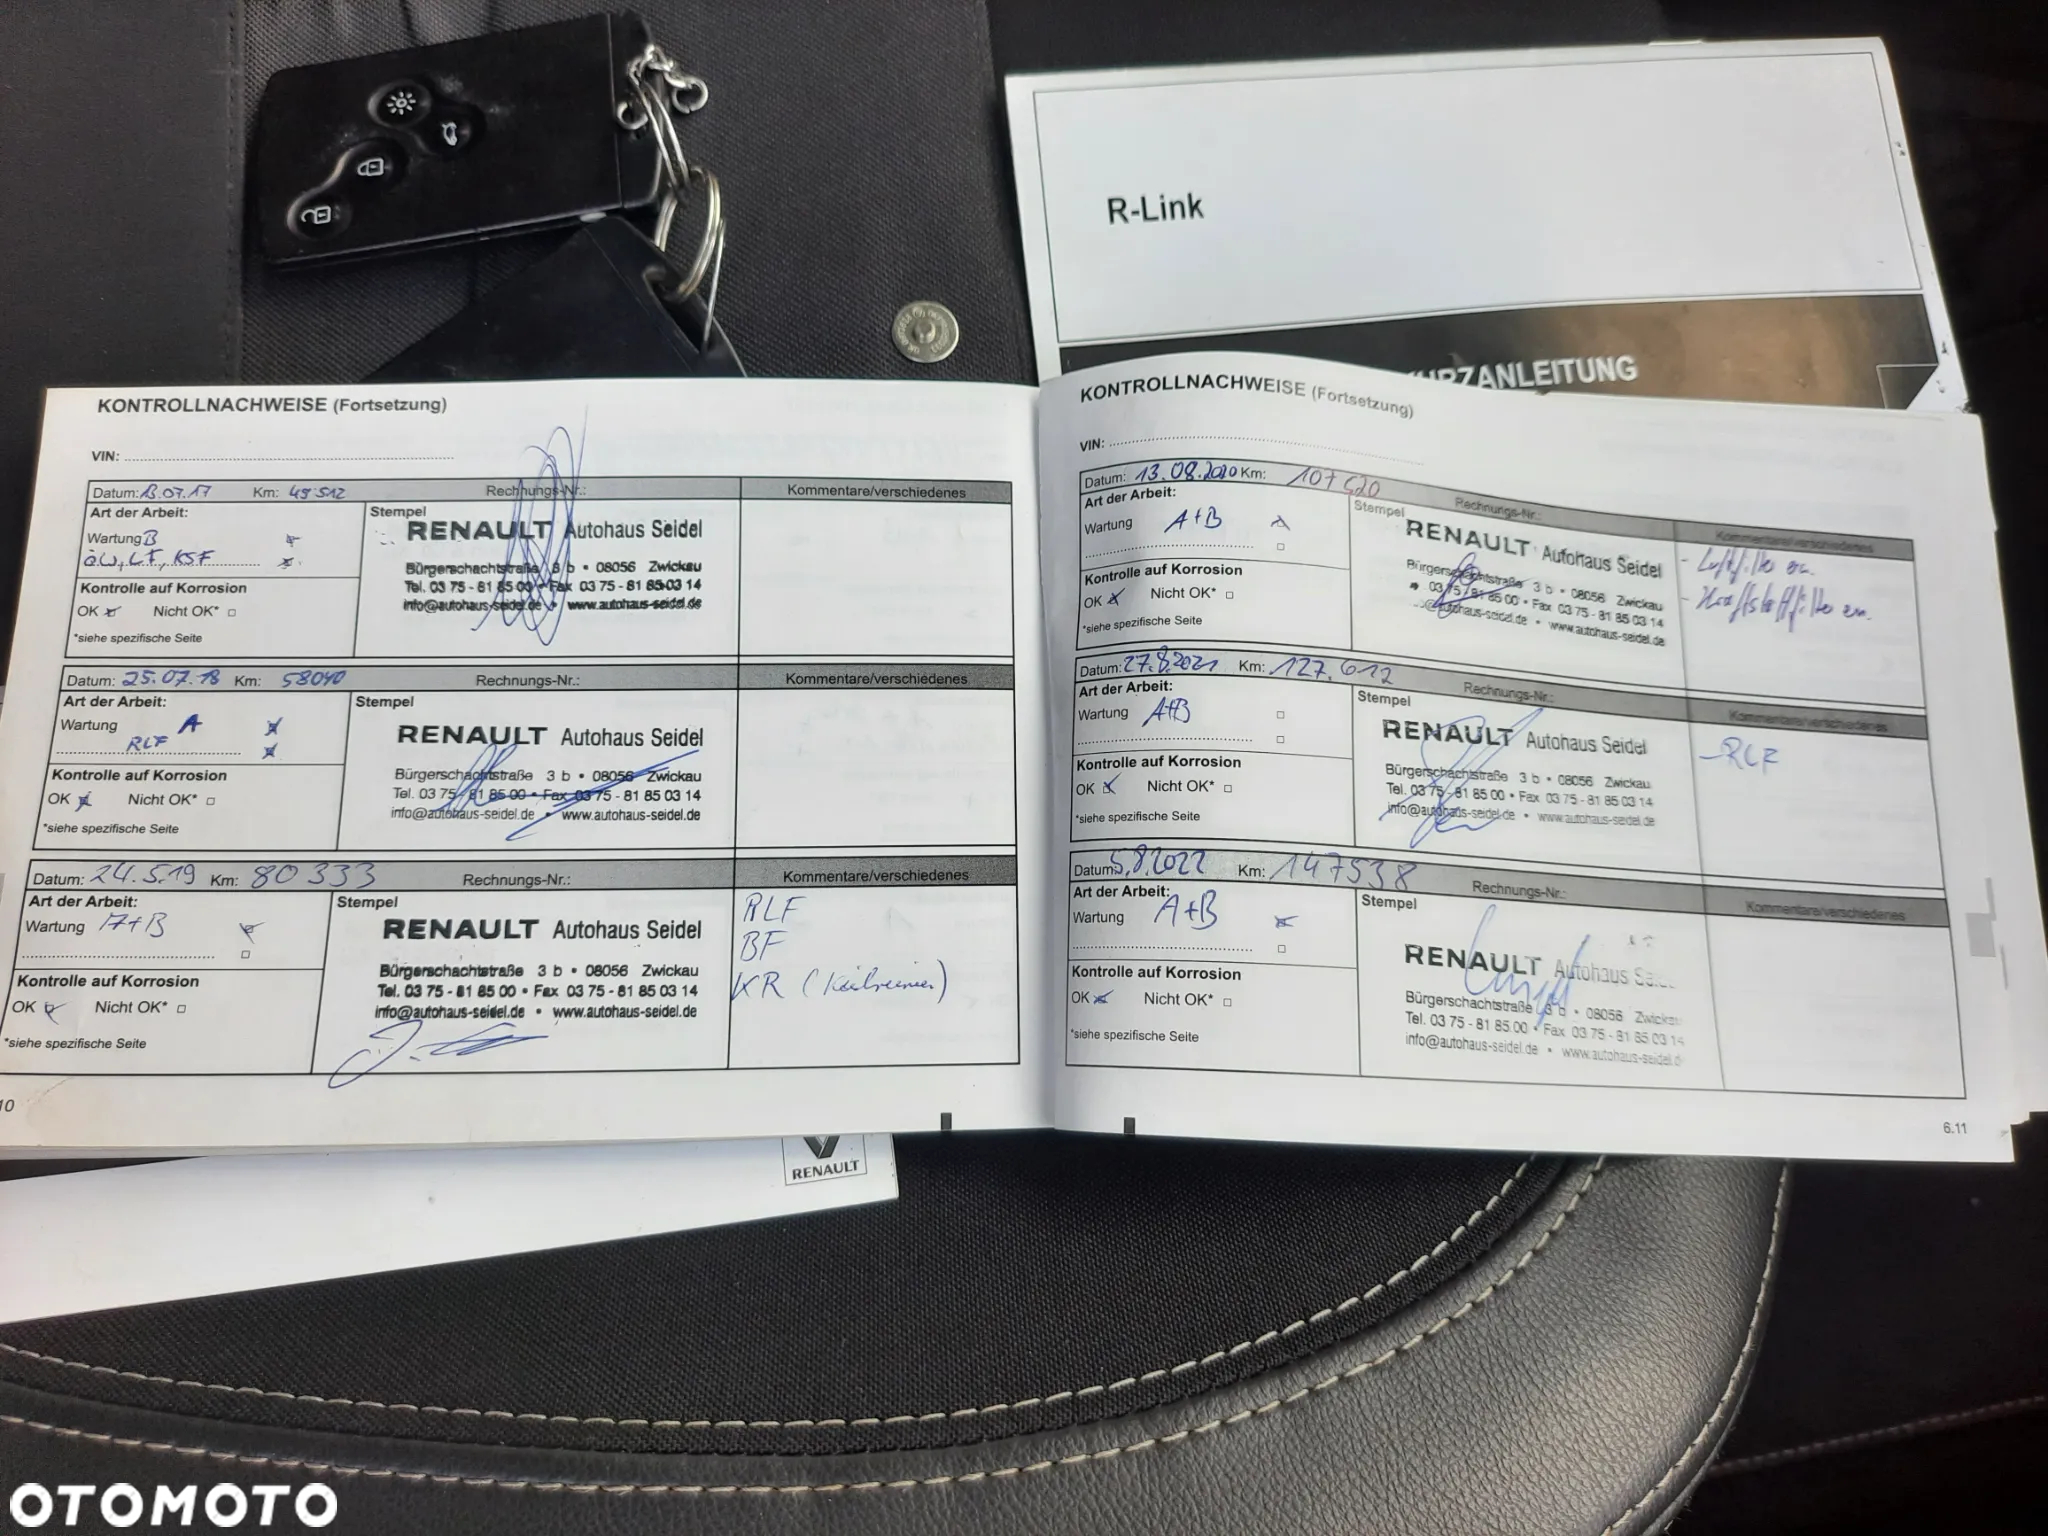 R-Link
KURZANLEITUNG
KONTROLLNACHWEISE (Fortsetzung)
VIN:
Datum: 13.07.17 Km: 49512 Rechnungs-Nr.: Kommentare/verschiedenes
Art der Arbeit:
Wartung B
öW, LF, KSF
Kontrolle auf Korrosion
OK Nicht OK*
*siehe spezifische Seite
Stempel
RENAULT Autohaus Seidel
Bürgerschachtstraße 3 b • 08056 Zwickau
Tel. 03 75 - 81 85 00 • Fax 03 75 - 81 85 03 14
info@autohaus-seidel.de • www.autohaus-seidel.de
Datum: 25.07.18 Km: 58040 Rechnungs-Nr.: Kommentare/verschiedenes
Art der Arbeit:
Wartung A
RLF
Kontrolle auf Korrosion
OK Nicht OK*
*siehe spezifische Seite
Stempel
RENAULT Autohaus Seidel
Bürgerschachtstraße 3 b • 08056 Zwickau
Tel. 03 75 - 81 85 00 • Fax 03 75 - 81 85 03 14
info@autohaus-seidel.de • www.autohaus-seidel.de
Datum: 24.5.19 Km: 80333 Rechnungs-Nr.: Kommentare/verschiedenes
Art der Arbeit:
Wartung A+B
Kontrolle auf Korrosion
OK Nicht OK*
*siehe spezifische Seite
Stempel
RENAULT Autohaus Seidel
Bürgerschachtstraße 3 b • 08056 Zwickau
Tel. 03 75 - 81 85 00 • Fax 03 75 - 81 85 03 14
info@autohaus-seidel.de • www.autohaus-seidel.de
RLF
BF
KR (Keilriemen)
10
KONTROLLNACHWEISE (Fortsetzung)
VIN:
Datum: 13.08.2020 Km: Rechnungs-Nr.: Kommentare/verschiedenes
Art der Arbeit:
Wartung A+B
Kontrolle auf Korrosion
OK Nicht OK*
*siehe spezifische Seite
Stempel
RENAULT Autohaus Seidel
Bürgerschachtstraße 3 b • 08056 Zwickau
03 75 - 81 85 00 • Fax 03 75 - 81 85 03 14
@autohaus-seidel.de • www.autohaus-seidel.de
- Luftfilter ern.
- Kraftstofffilter ern.
Datum: 27.8.2021 Km: 127.612 Rechnungs-Nr.: Kommentare/verschiedenes
Art der Arbeit:
Wartung A+B
Kontrolle auf Korrosion
OK Nicht OK*
*siehe spezifische Seite
Stempel
RENAULT Autohaus Seidel
Bürgerschachtstraße 3 b • 08056 Zwickau
Tel. 03 75 - 81 85 00 • Fax 03 75 - 81 85 03 14
info@autohaus-seidel.de • www.autohaus-seidel.de
- RLF
Datum: 5.8.2022 Km: 147538 Rechnungs-Nr.: Kommentare/verschiedenes
Art der Arbeit:
Wartung A+B
Kontrolle auf Korrosion
OK Nicht OK*
*siehe spezifische Seite
Stempel
RENAULT Autohaus
Bürgerschachtstraße 3 b • 08056 Zwickau
Tel. 03 75 - 81 85 00 • Fax 03 75 - 81 85 03 14
info@autohaus-seidel.de • www.autohaus-seidel.d
6.11
RENAULT
OTOMOTO